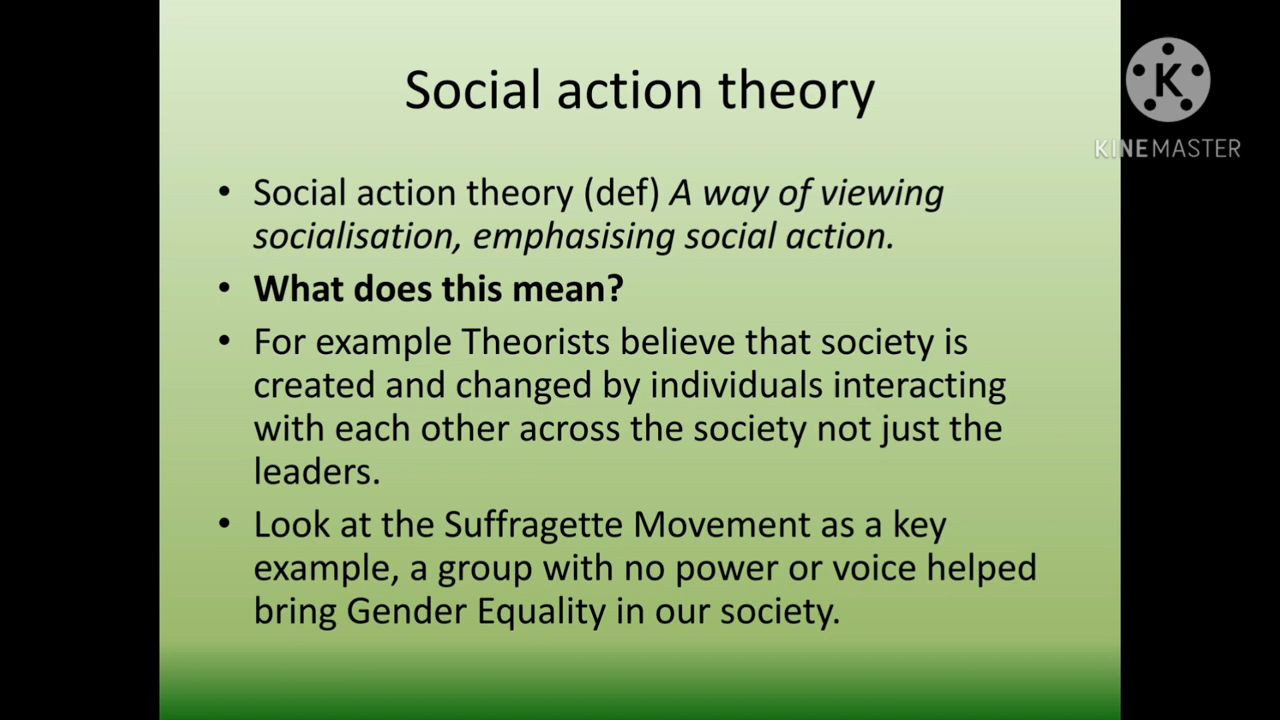 Social action theory
K
KINEMASTER
• Social action theory (def) A way of viewing
socialisation, emphasising social action.
• What does this mean?
• For example Theorists believe that society is
created and changed by individuals interacting
with each other across the society not just the
leaders.
• Look at the Suffragette Movement as a key
example, a group with no power or voice helped
bring Gender Equality in our society.